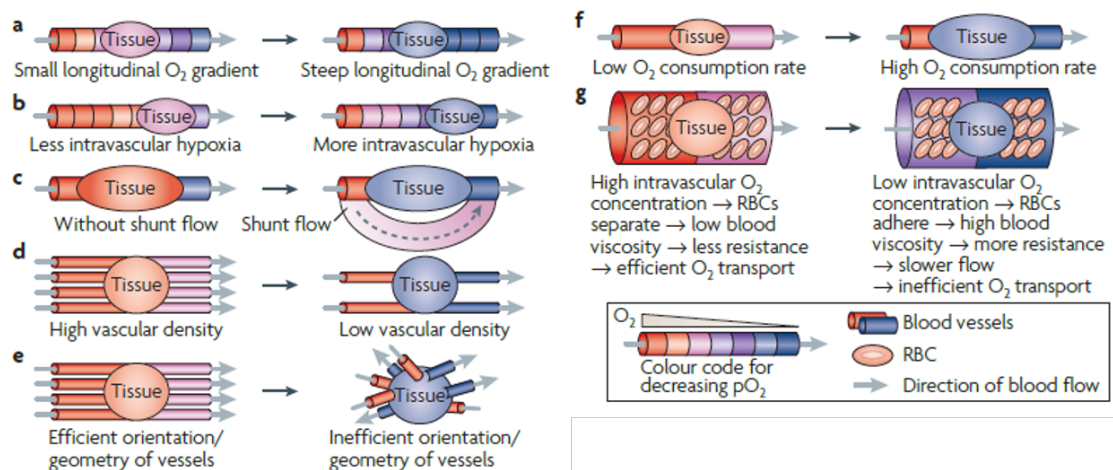 a
Tissue
Tissue
Small longitudinal O₂ gradient
Steep longitudinal O₂ gradient
b
Tissue
Tissue
Less intravascular hypoxia
More intravascular hypoxia
c
Tissue
Tissue
Without shunt flow
Shunt flow
d
Tissue
Tissue
High vascular density
Low vascular density
e
Tissue
Tissue
Efficient orientation/
geometry of vessels
Inefficient orientation/
geometry of vessels
f
Tissue
Tissue
Low O₂ consumption rate
High O₂ consumption rate
g
Tissue
Tissue
High intravascular O₂
concentration → RBCs
separate → low blood
viscosity → less resistance
→ efficient O₂ transport
Low intravascular O₂
concentration → RBCs
adhere → high blood
viscosity → more resistance
→ slower flow
→ inefficient O₂ transport
O₂
Colour code for
decreasing pO₂
Blood vessels
RBC
Direction of blood flow